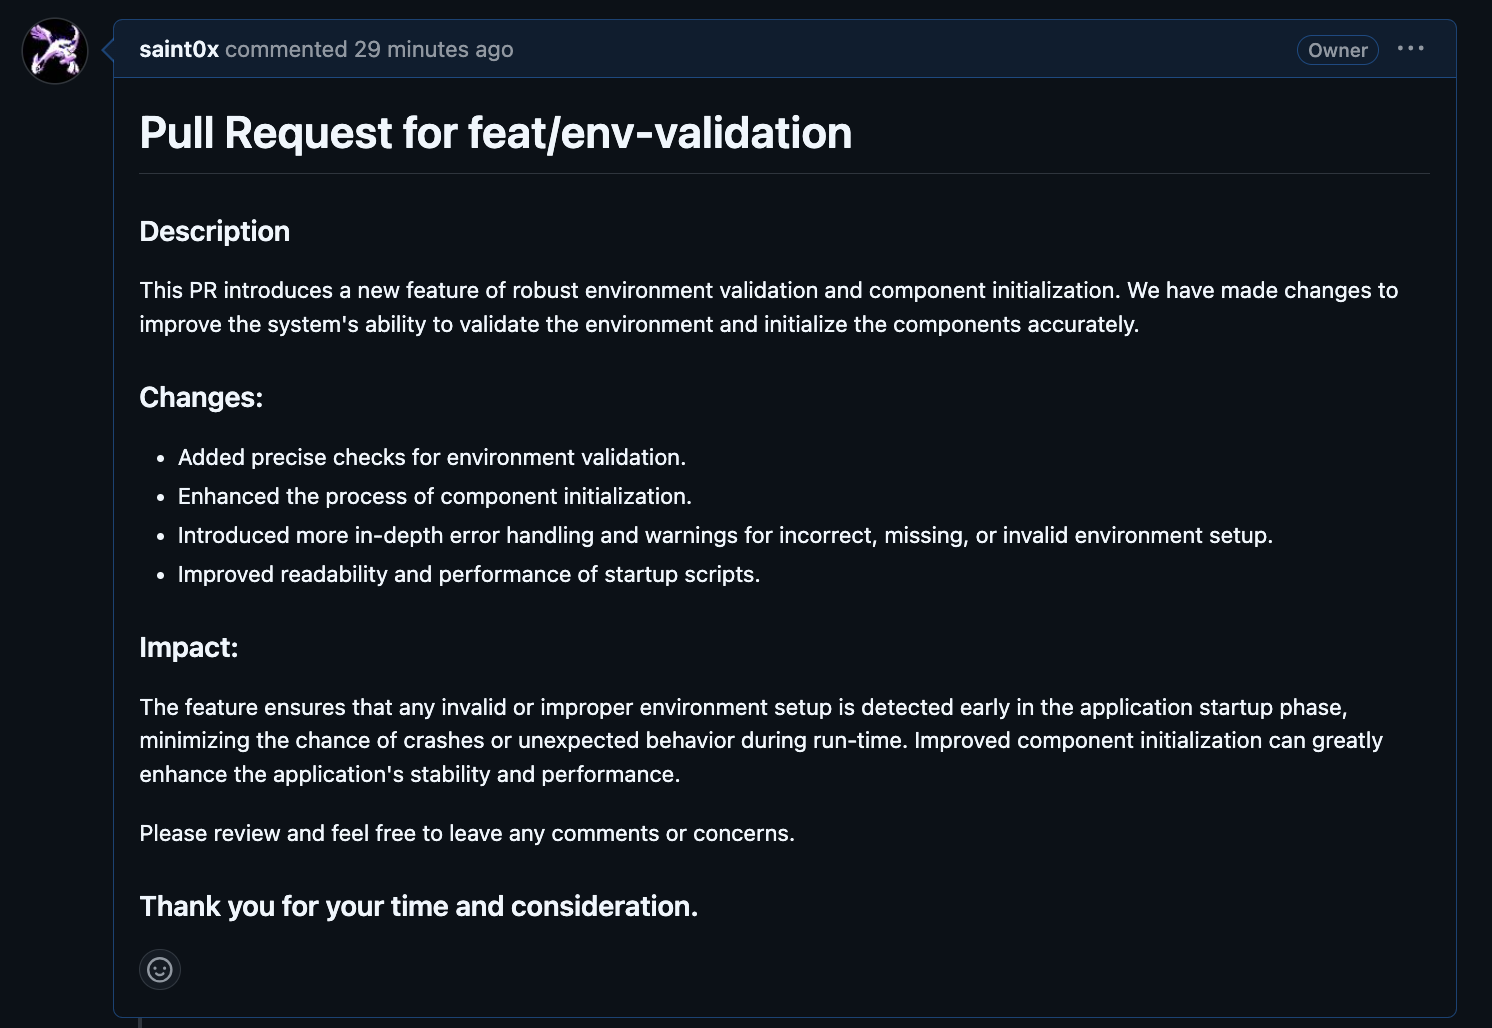 saint0x commented 29 minutes ago
Owner
Pull Request for feat/env-validation
Description
This PR introduces a new feature of robust environment validation and component initialization. We have made changes to
improve the system's ability to validate the environment and initialize the components accurately.
Changes:
• Added precise checks for environment validation.
• Enhanced the process of component initialization.
• Introduced more in-depth error handling and warnings for incorrect, missing, or invalid environment setup.
• Improved readability and performance of startup scripts.
Impact:
The feature ensures that any invalid or improper environment setup is detected early in the application startup phase,
minimizing the chance of crashes or unexpected behavior during run-time. Improved component initialization can greatly
enhance the application's stability and performance.
Please review and feel free to leave any comments or concerns.
Thank you for your time and consideration.